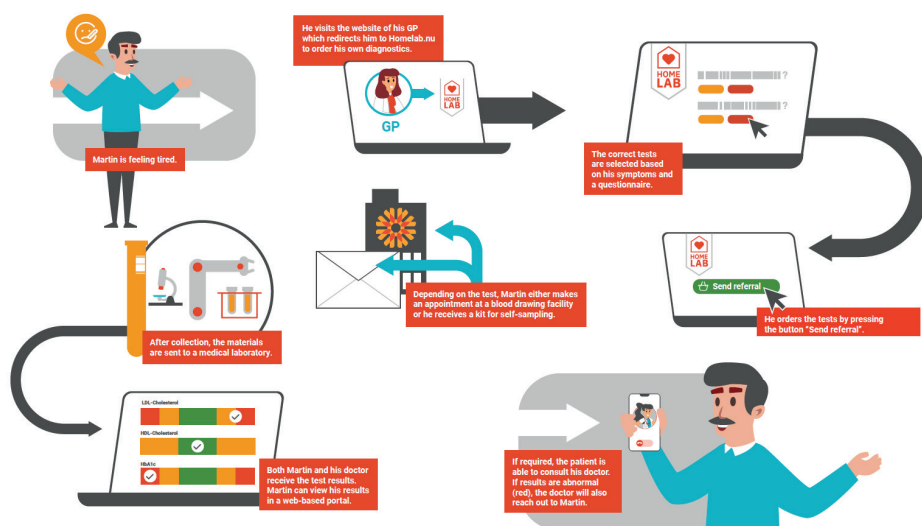 Martin is feeling tired.
He visits the website of his GP
which redirects him to Homelab.nu
to order his own diagnostics.
GP
HOME
LAB
HOME
LAB
?
?
The correct tests
are selected based
on his symptoms and
a questionnaire.
HOME
LAB
Send referral
He orders the tests by pressing
the button “Send referral”.
Depending on the test, Martin either makes
an appointment at a blood drawing facility
or he receives a kit for self-sampling.
After collection, the materials
are sent to a medical laboratory.
LDL-Cholesterol
HDL-Cholesterol
HbA1c
Both Martin and his doctor
receive the test results.
Martin can view his results
in a web-based portal.
If required, the patient is
able to consult his doctor.
If results are abnormal
(red), the doctor will also
reach out to Martin.